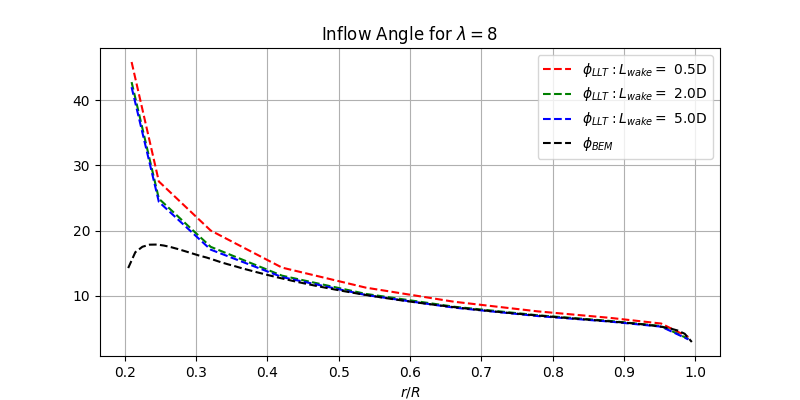 Inflow Angle for λ = 8
ϕLLT : Lwake = 0.5D
ϕLLT : Lwake = 2.0D
ϕLLT : Lwake = 5.0D
ϕBEM
40
30
20
10
0.2 0.3 0.4 0.5 0.6 0.7 0.8 0.9 1.0
r/R